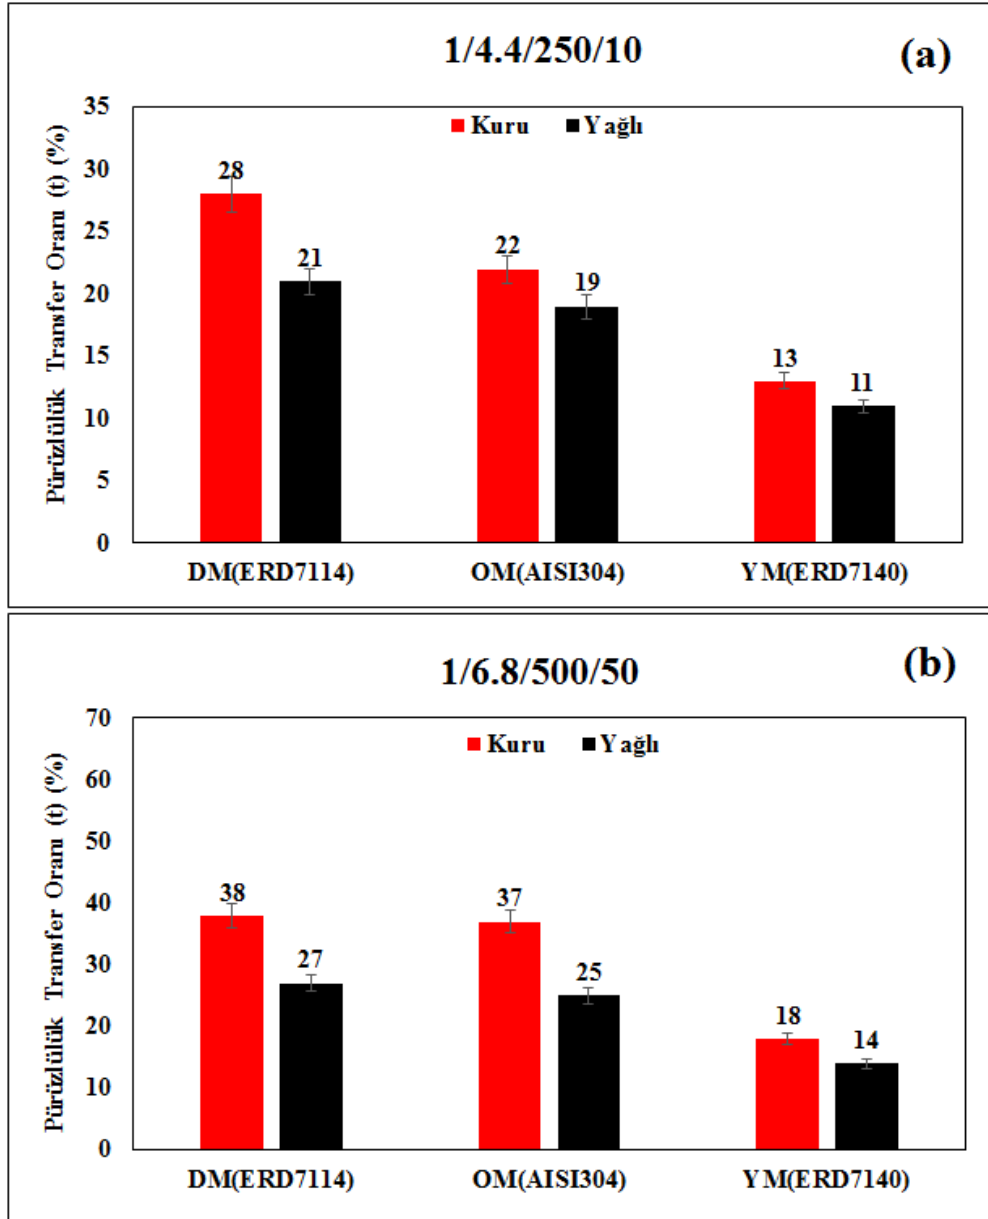 1/4.4/250/10
(a)
Pürüzlülük Transfer Oranı (t) (%)
35
30
25
20
15
10
5
0
Kuru
Yağlı
28
21
22
19
13
11
DM(ERD7114)
OM(AISI304)
YM(ERD7140)
1/6.8/500/50
(b)
Pürüzlülük Transfer Oranı (t) (%)
70
60
50
40
30
20
10
0
Kuru
Yağlı
38
27
37
25
18
14
DM(ERD7114)
OM(AISI304)
YM(ERD7140)